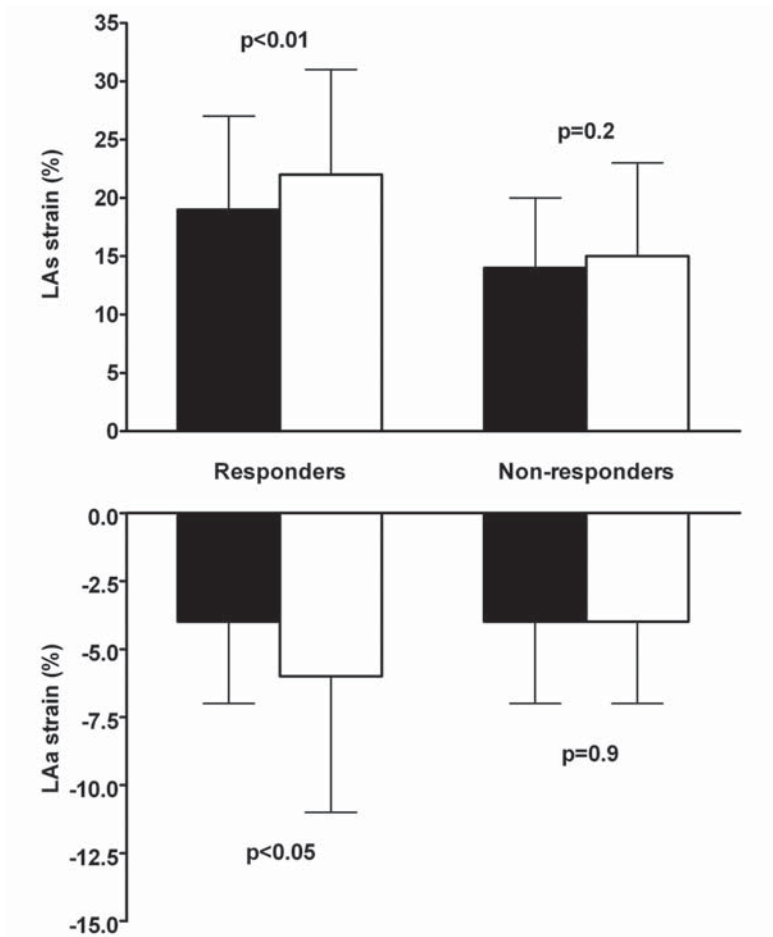 35
p<0.01
30
25
p=0.2
20
15
10
5
0
LAs strain (%)
Responders
Non-responders
0.0
-2.5
-5.0
-7.5
-10.0
-12.5
-15.0
LAa strain (%)
p=0.9
p<0.05